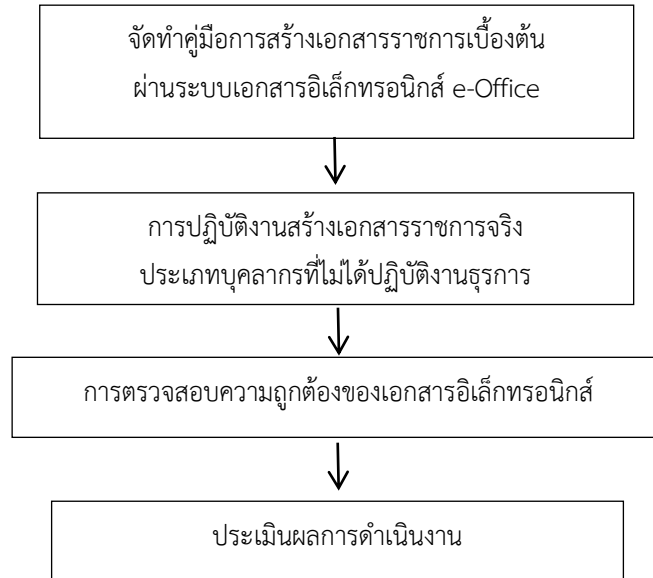 จัดทำคู่มือการสร้างเอกสารราชการเบื้องต้น
ผ่านระบบเอกสารอิเล็กทรอนิกส์ e-Office
การปฏิบัติงานสร้างเอกสารราชการจริง
ประเภทบุคลากรที่ไม่ได้ปฏิบัติงานธุรการ
การตรวจสอบความถูกต้องของเอกสารอิเล็กทรอนิกส์
ประเมินผลการดำเนินงาน